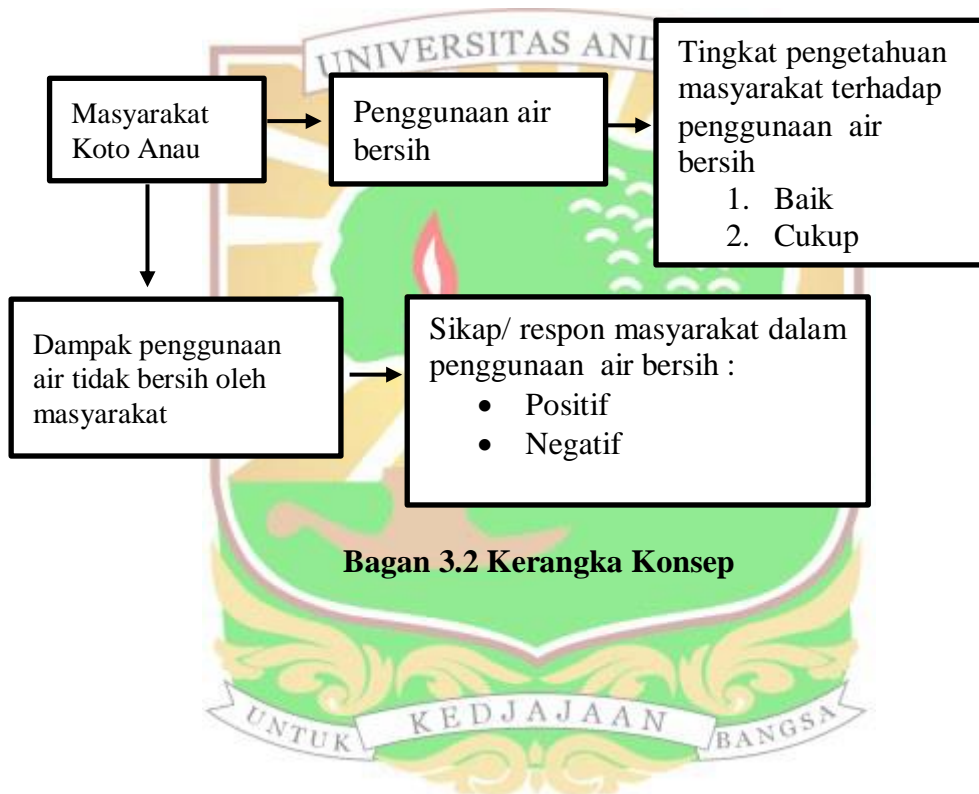 UNIVERSITAS AND
Masyarakat
Koto Anau
Penggunaan air
bersih
Tingkat pengetahuan
masyarakat terhadap
penggunaan air
bersih
1. Baik
2. Cukup
Dampak penggunaan
air tidak bersih oleh
masyarakat
Sikap/ respon masyarakat dalam
penggunaan air bersih :
• Positif
• Negatif
Bagan 3.2 Kerangka Konsep
UNTUK KEDJAJAAN BANGSA